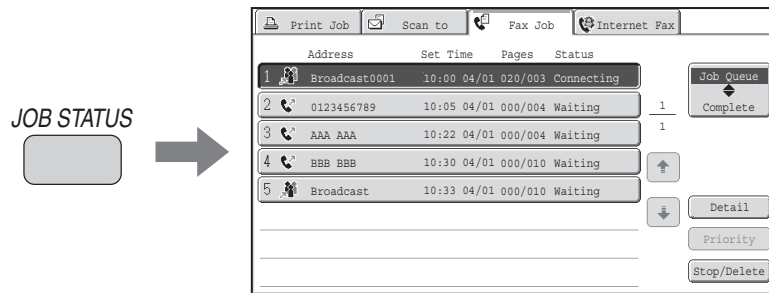 Print Job Scan to Fax Job Internet Fax
Address Set Time Pages Status
1 Broadcast0001 10:00 04/01 020/003 Connecting
2 0123456789 10:05 04/01 000/004 Waiting
3 AAA AAA 10:22 04/01 000/004 Waiting
4 BBB BBB 10:30 04/01 000/010 Waiting
5 Broadcast 10:33 04/01 000/010 Waiting
1
1
Job Queue
Complete
Detail
Priority
Stop/Delete
JOB STATUS